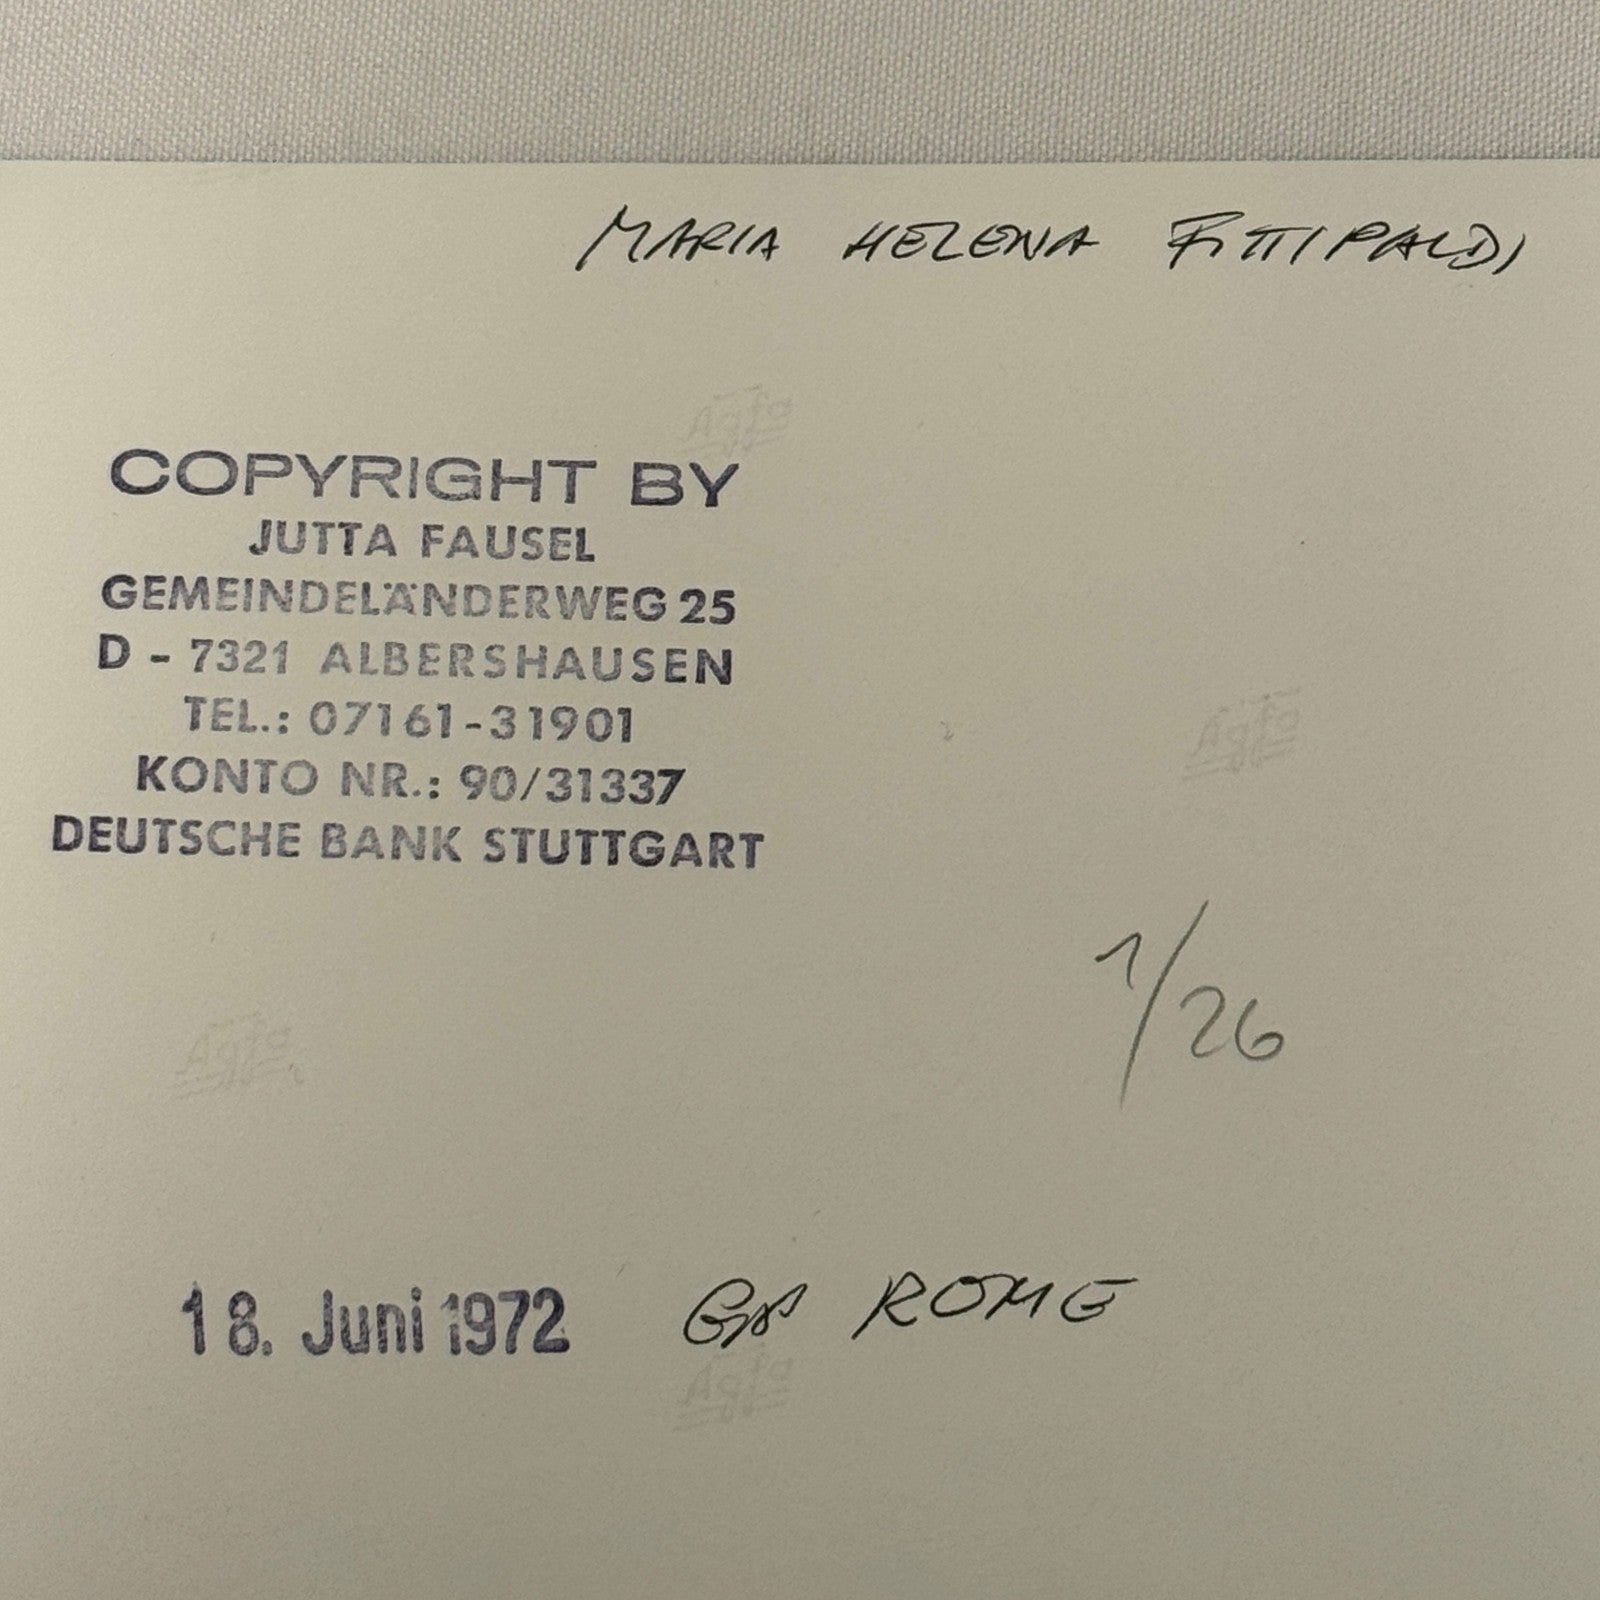 MARIA HELENA FITTIPALDI
COPYRIGHT BY
JUTTA FAUSEL
GEMEINDELÄNDERWEG 25
D - 7321 ALBERSHAUSEN
TEL.: 07161-31901
KONTO NR.: 90/31337
DEUTSCHE BANK STUTTGART
1/26
18. Juni 1972 GP ROME